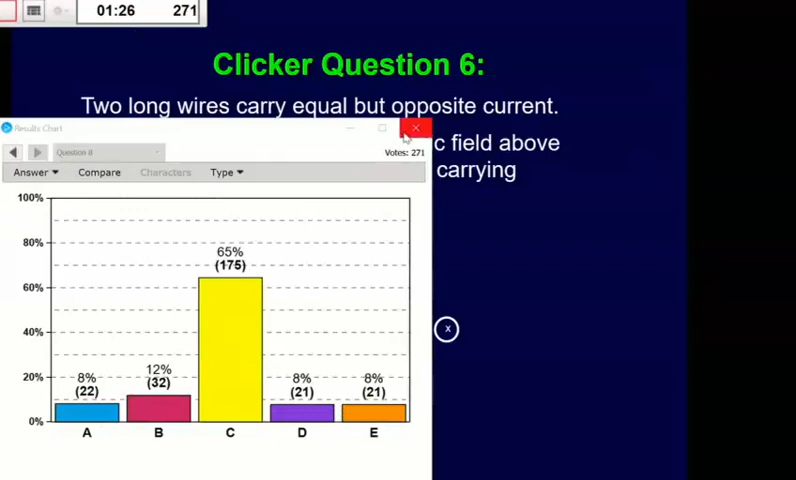 01:26 271
Clicker Question 6:
Two long wires carry equal but opposite current.
Results Chart
c field above
Question 8
Votes: 271
carrying
Answer Compare Characters Type
100%
80%
60%
40%
20%
0%
8%
(22)
12%
(32)
65%
(175)
8%
(21)
8%
(21)
A B C D E
x